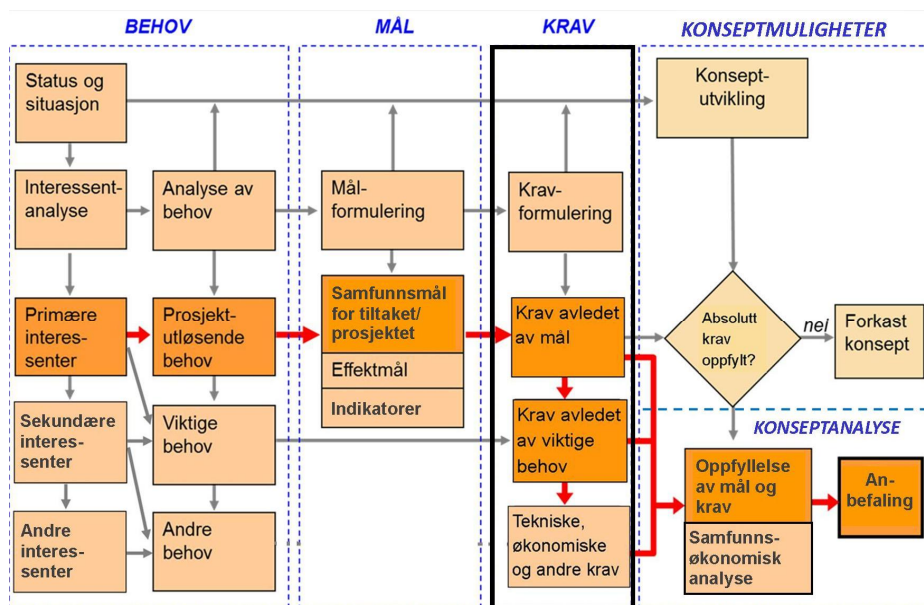 BEHOV
MÅL
KRAV
KONSEPTMULIGHETER
Status og
situasjon
Interessent-
analyse
Primære
interes-
senter
Sekundære
interes-
senter
Andre
interes-
senter
Analyse av
behov
Prosjekt-
utløsende
behov
Viktige
behov
Andre
behov
Mål-
formulering
Samfunnsmål
for tiltaket/
prosjektet
Effektmål
Indikatorer
Krav-
formulering
Krav avledet
av mål
Krav avledet
av viktige
behov
Tekniske,
økonomiske
og andre krav
Konsept-
utvikling
Absolutt
krav
oppfylt?
nei
Forkast
konsept
KONSEPTANALYSE
Oppfyllelse
av mål og
krav
Samfunns-
økonomisk
analyse
An-
befaling